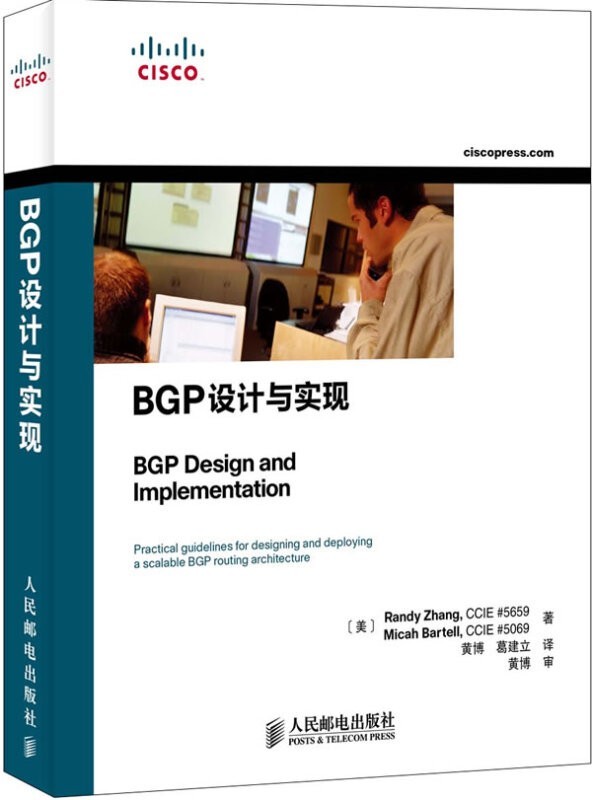 CISCO
CISCO
ciscopress.com
BGP设计与实现
人民邮电出版社
BGP设计与实现
BGP Design and
Implementation
Practical guidelines for designing and deploying
a scalable BGP routing architecture
[美] Randy Zhang, CCIE #5659 著
Micah Bartell, CCIE #5069
黄博 葛建立 译
黄博 审
人民邮电出版社
POSTS & TELECOM PRESS